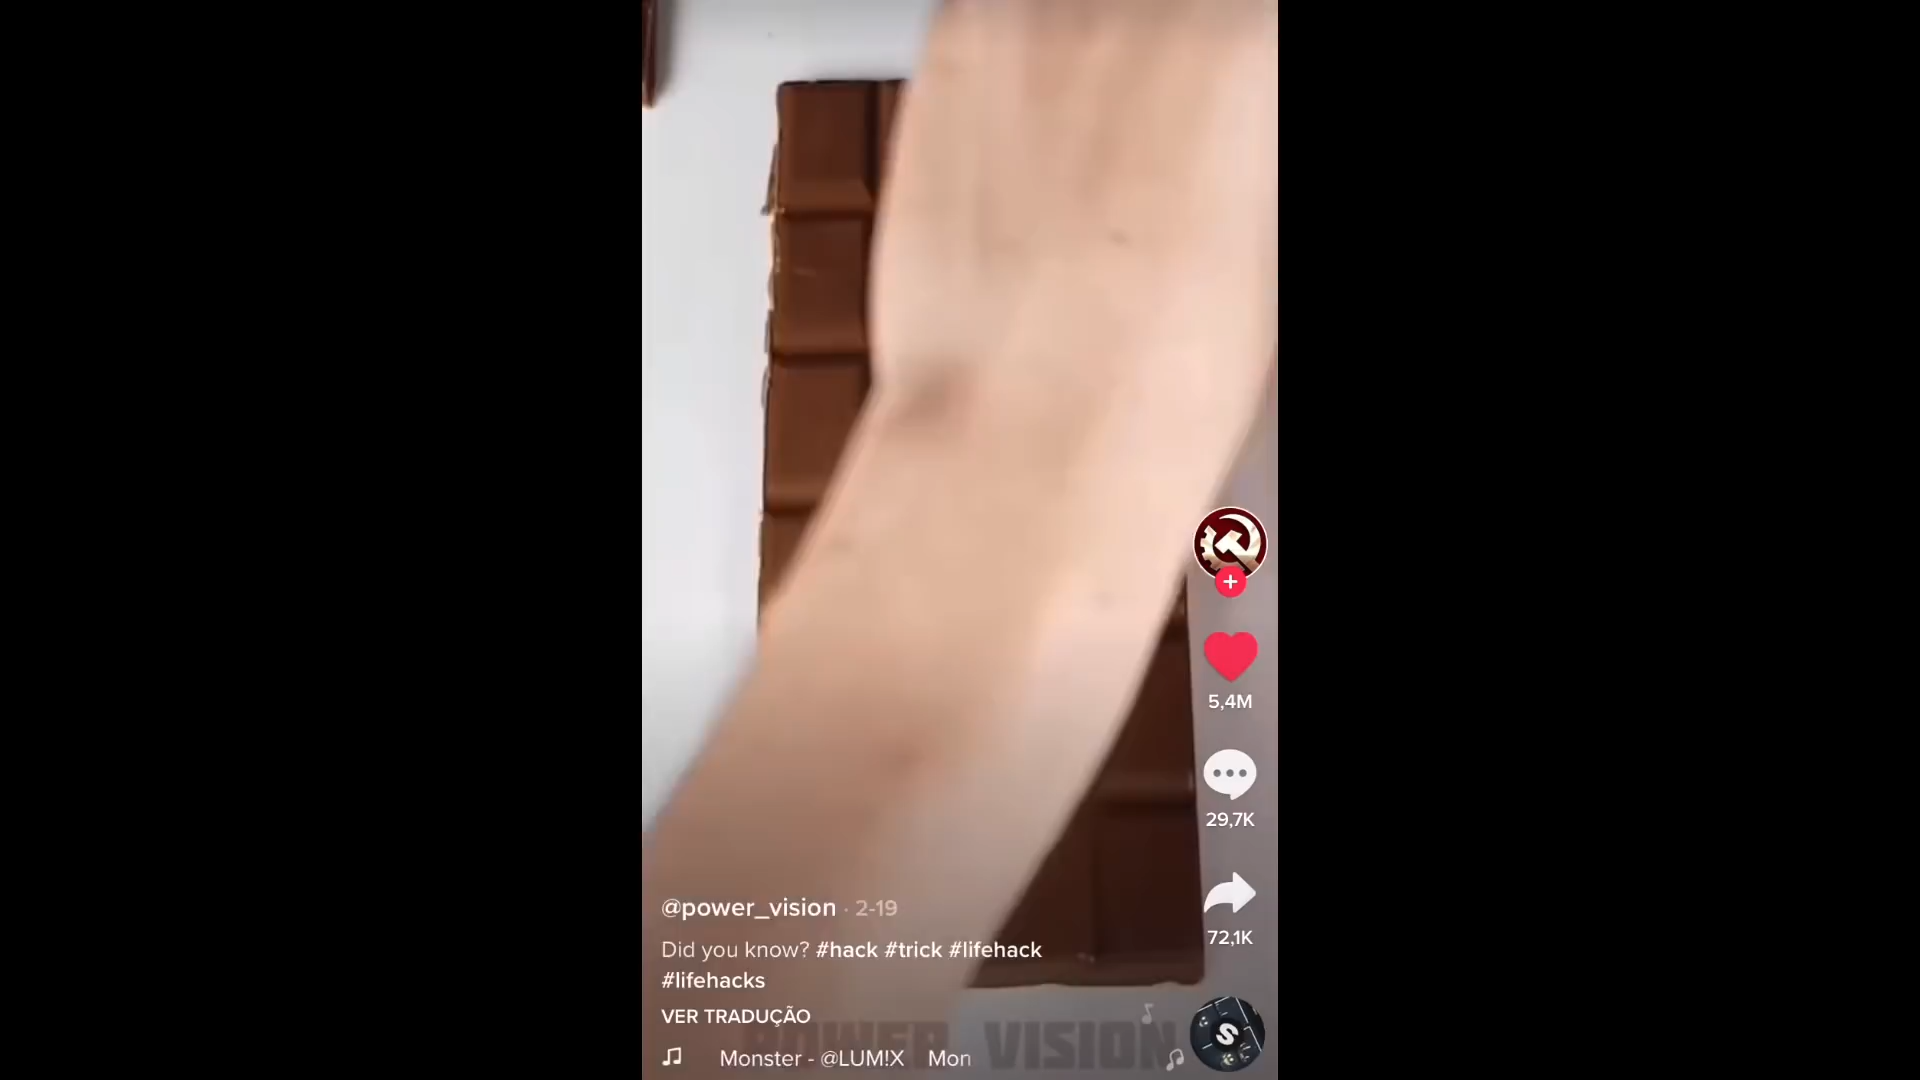 5,4M
29,7K
72,1K
@power_vision · 2-19
Did you know? #hack #trick #lifehack
#lifehacks
VER TRADUÇÃO
POWER VISION
Monster - @LUM!X Mon
S